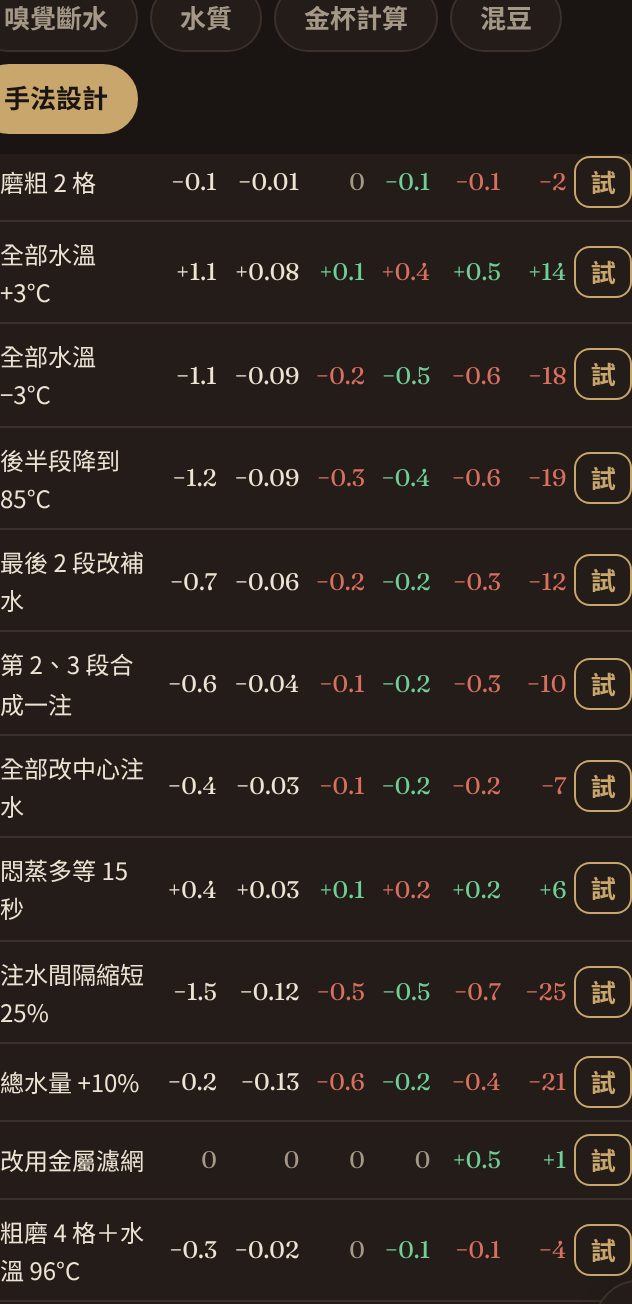 嗅覺斷水 水質 金杯計算 混豆
手法設計
磨粗 2 格 −0.1 −0.01 0 −0.1 −0.1 −2 試
全部水溫
+3°C +1.1 +0.08 +0.1 +0.4 +0.5 +14 試
全部水溫
−3°C −1.1 −0.09 −0.2 −0.5 −0.6 −18 試
後半段降到
85°C −1.2 −0.09 −0.3 −0.4 −0.6 −19 試
最後 2 段改補
水 −0.7 −0.06 −0.2 −0.2 −0.3 −12 試
第 2、3 段合
成一注 −0.6 −0.04 −0.1 −0.2 −0.3 −10 試
全部改中心注
水 −0.4 −0.03 −0.1 −0.2 −0.2 −7 試
悶蒸多等 15
秒 +0.4 +0.03 +0.1 +0.2 +0.2 +6 試
注水間隔縮短
25% −1.5 −0.12 −0.5 −0.5 −0.7 −25 試
總水量 +10% −0.2 −0.13 −0.6 −0.2 −0.4 −21 試
改用金屬濾網 0 0 0 0 +0.5 +1 試
粗磨 4 格＋水
溫 96°C −0.3 −0.02 0 −0.1 −0.1 −4 試